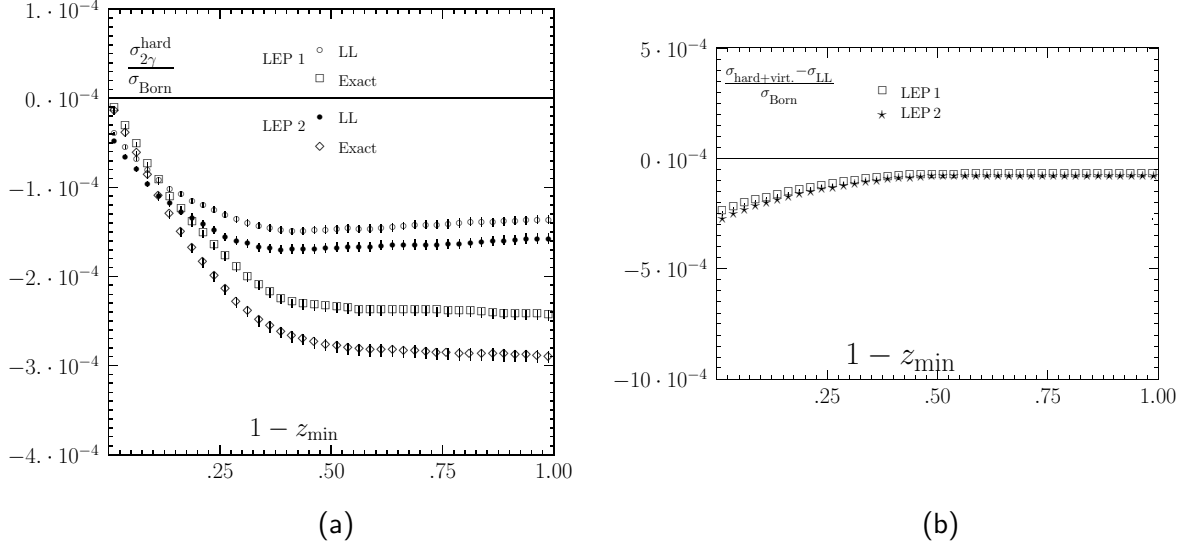 1. · 10⁻⁴
0. · 10⁻⁴
−1. · 10⁻⁴
−2. · 10⁻⁴
−3. · 10⁻⁴
−4. · 10⁻⁴
σ^hard_2γ
σ_Born
LEP 1
LL
Exact
LEP 2
LL
Exact
1 − z_min
.25 .50 .75 1.00
(a)
5 · 10⁻⁴
0 · 10⁻⁴
−5 · 10⁻⁴
−10 · 10⁻⁴
σ_hard+virt. − σ_LL
σ_Born
LEP 1
LEP 2
1 − z_min
.25 .50 .75 1.00
(b)